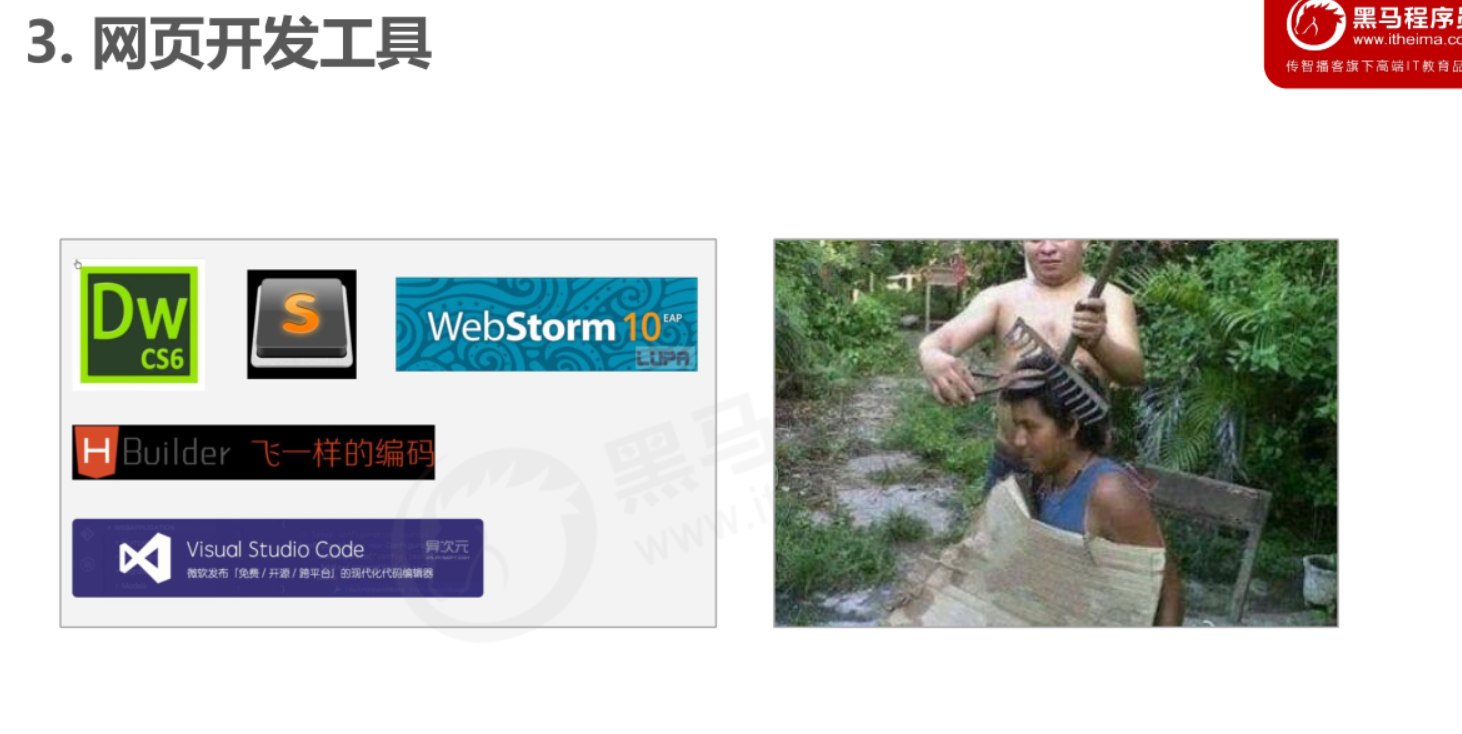 3. 网页开发工具
黑马程序员
www.itheima.co
传智播客旗下高端IT教育品
Dw
CS6
S
WebStorm 10 EAP
LUPA
H Builder 飞一样的编码
Visual Studio Code
异次元
微软发布「免费 / 开源 / 跨平台」的现代化代码编辑器
黑马
www.it